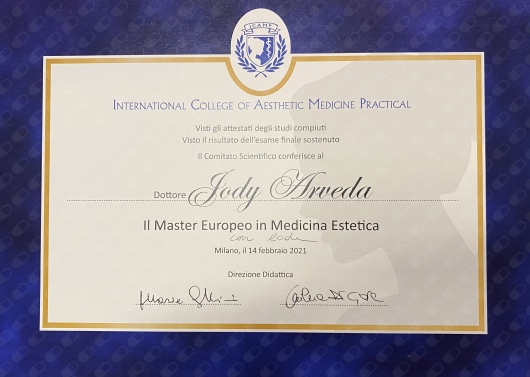 ICAMP
INTERNATIONAL COLLEGE OF AESTHETIC MEDICINE PRACTICAL
Visti gli attestati degli studi compiuti
Visto il risultato dell'esame finale sostenuto
Il Comitato Scientifico conferisce al
Dottore Jody Arveda
Il Master Europeo in Medicina Estetica
con lode
Milano, il 14 febbraio 2021
Direzione Didattica